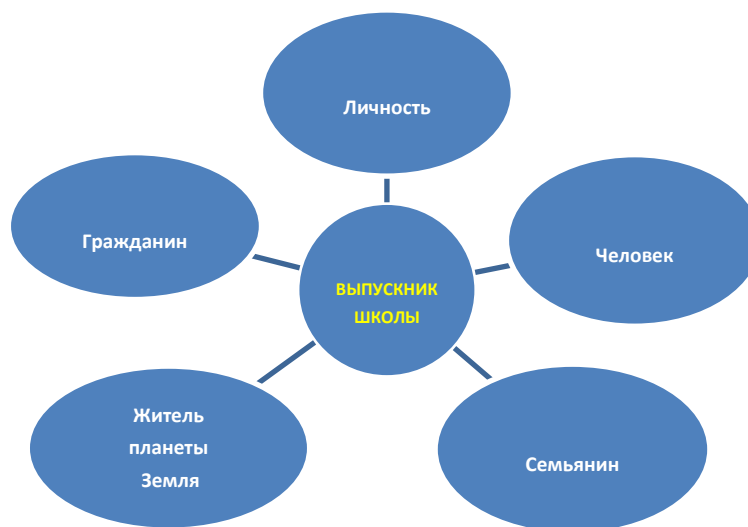 Личность
Гражданин
Человек
ВЫПУСКНИК
ШКОЛЫ
Житель
планеты
Земля
Семьянин